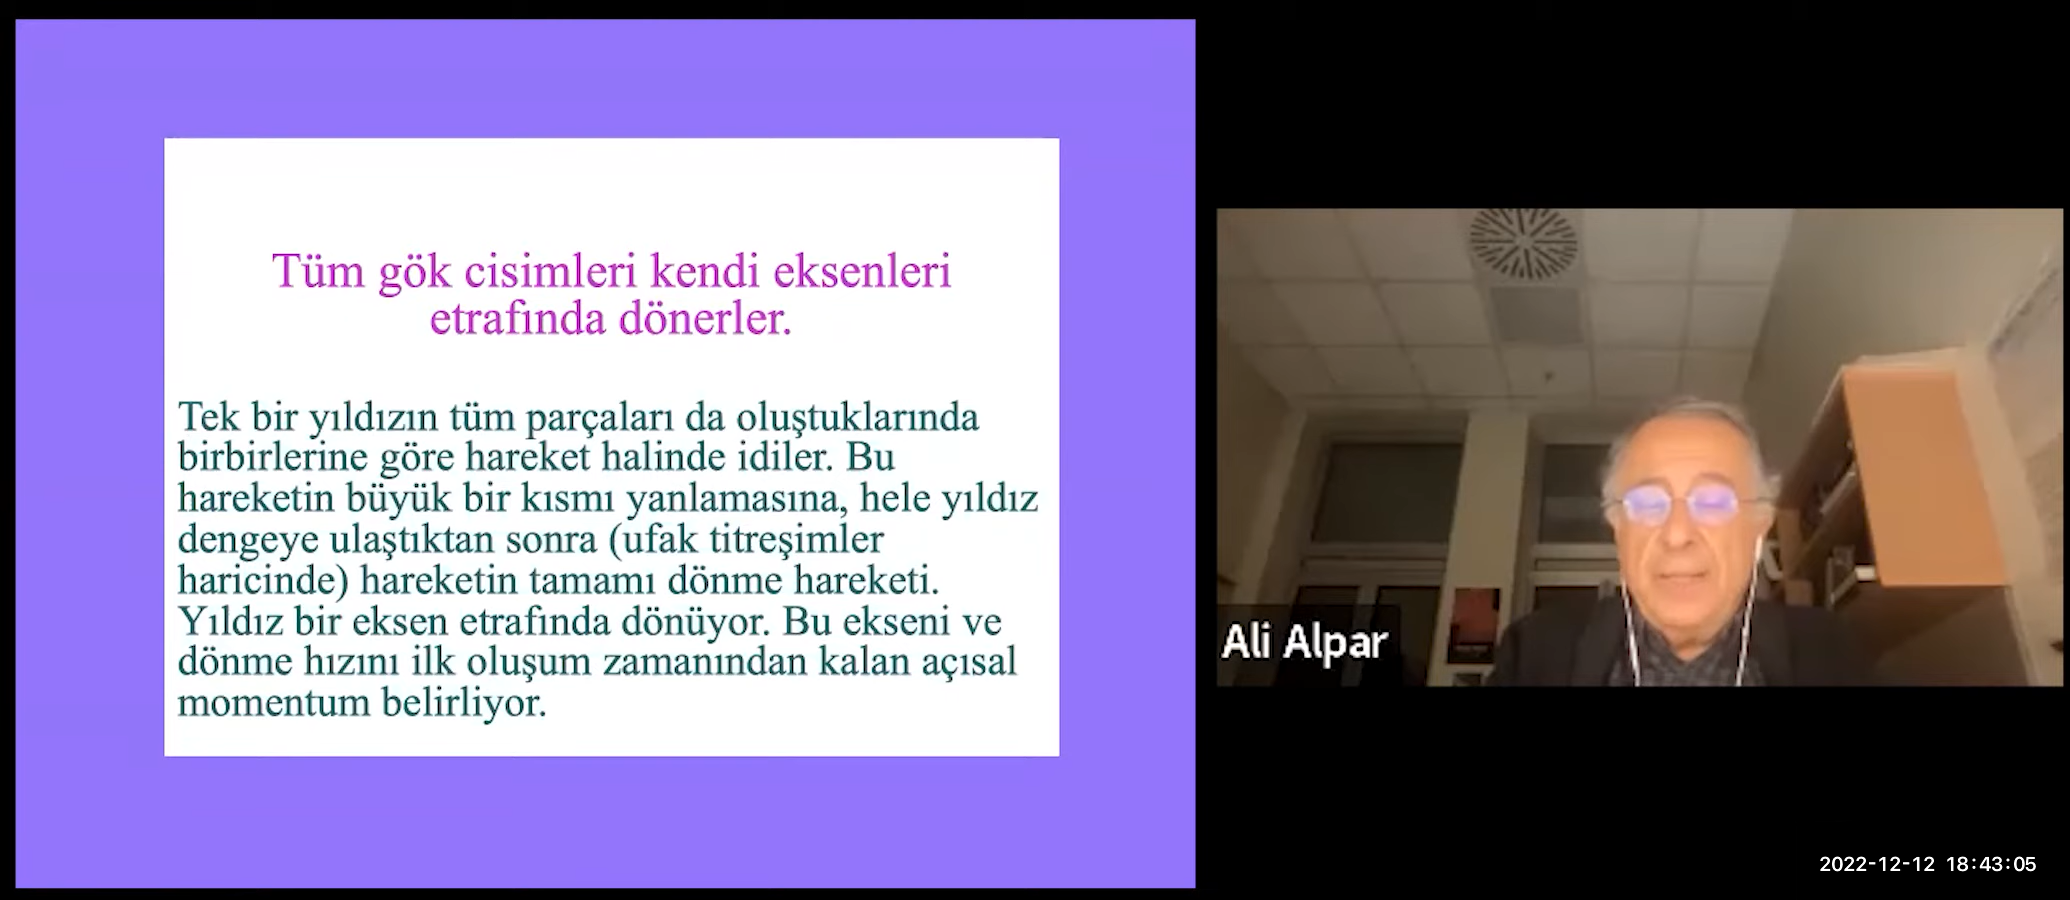 Tüm gök cisimleri kendi eksenleri
etrafında dönerler.
Tek bir yıldızın tüm parçaları da oluştuklarında
birbirlerine göre hareket halinde idiler. Bu
hareketin büyük bir kısmı yanlamasına, hele yıldız
dengeye ulaştıktan sonra (ufak titreşimler
haricinde) hareketin tamamı dönme hareketi.
Yıldız bir eksen etrafında dönüyor. Bu ekseni ve
dönme hızını ilk oluşum zamanından kalan açısal
momentum belirliyor.
Ali Alpar
2022-12-12 18:43:05